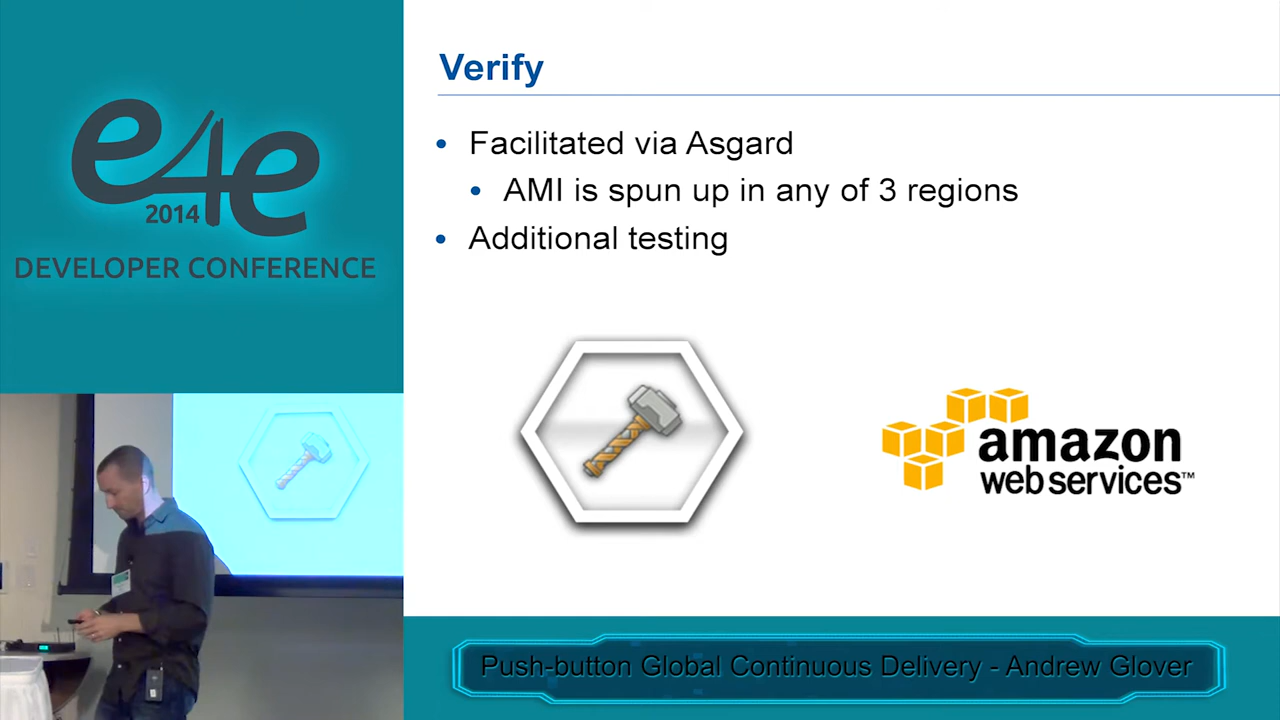 e4e
2014
DEVELOPER CONFERENCE
Verify
• Facilitated via Asgard
• AMI is spun up in any of 3 regions
• Additional testing
amazon
web services™
Push-button Global Continuous Delivery - Andrew Glover